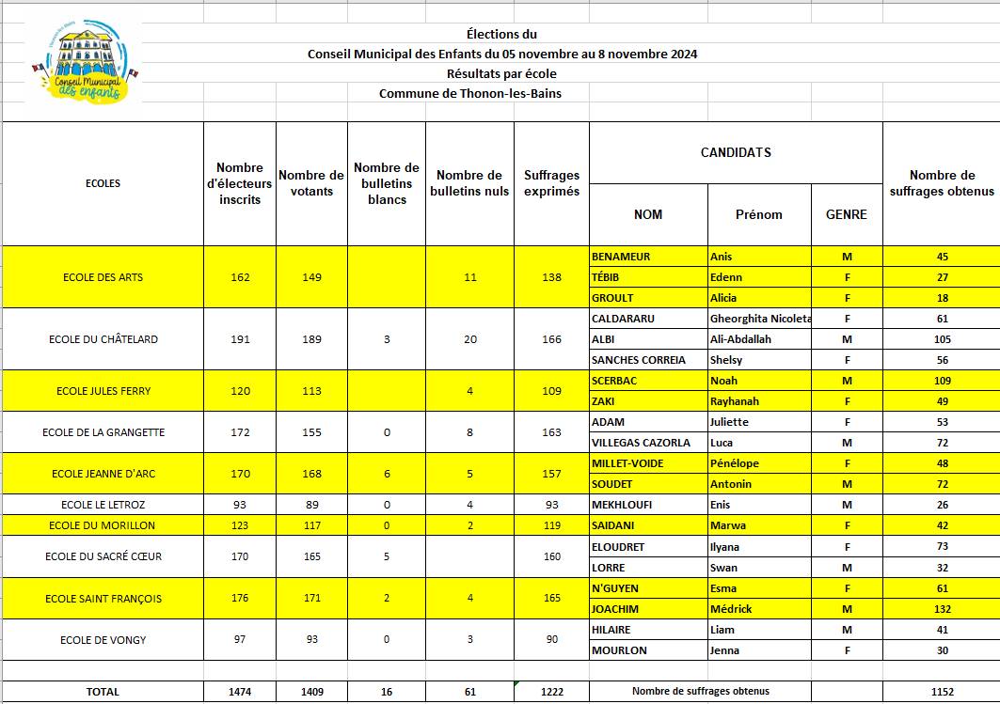 Thonon-les-Bains
Conseil Municipal
des enfants
Élections du
Conseil Municipal des Enfants du 05 novembre au 8 novembre 2024
Résultats par école
Commune de Thonon-les-Bains
ECOLES Nombre d'électeurs inscrits Nombre de votants Nombre de bulletins blancs Nombre de bulletins nuls Suffrages exprimés CANDIDATS Nombre de suffrages obtenus
NOM Prénom GENRE
ECOLE DES ARTS 162 149 11 138 BENAMEUR Anis M 45
TÉBIB Edenn F 27
GROULT Alicia F 18
ECOLE DU CHÂTELARD 191 189 3 20 166 CALDARARU Gheorghita Nicoleta F 61
ALBI Ali-Abdallah M 105
SANCHES CORREIA Shelsy F 56
ECOLE JULES FERRY 120 113 4 109 SCERBAC Noah M 109
ZAKI Rayhanah F 49
ECOLE DE LA GRANGETTE 172 155 0 8 163 ADAM Juliette F 53
VILLEGAS CAZORLA Luca M 72
ECOLE JEANNE D'ARC 170 168 6 5 157 MILLET-VOIDE Pénélope F 48
SOUDET Antonin M 72
ECOLE LE LETROZ 93 89 0 4 93 MEKHLOUFI Enis M 26
ECOLE DU MORILLON 123 117 0 2 119 SAIDANI Marwa F 42
ECOLE DU SACRÉ CŒUR 170 165 5 160 ELOUDRET Ilyana F 73
LORRE Swan M 32
ECOLE SAINT FRANÇOIS 176 171 2 4 165 N'GUYEN Esma F 61
JOACHIM Médrick M 132
ECOLE DE VONGY 97 93 0 3 90 HILAIRE Liam M 41
MOURLON Jenna F 30
TOTAL 1474 1409 16 61 1222 Nombre de suffrages obtenus 1152